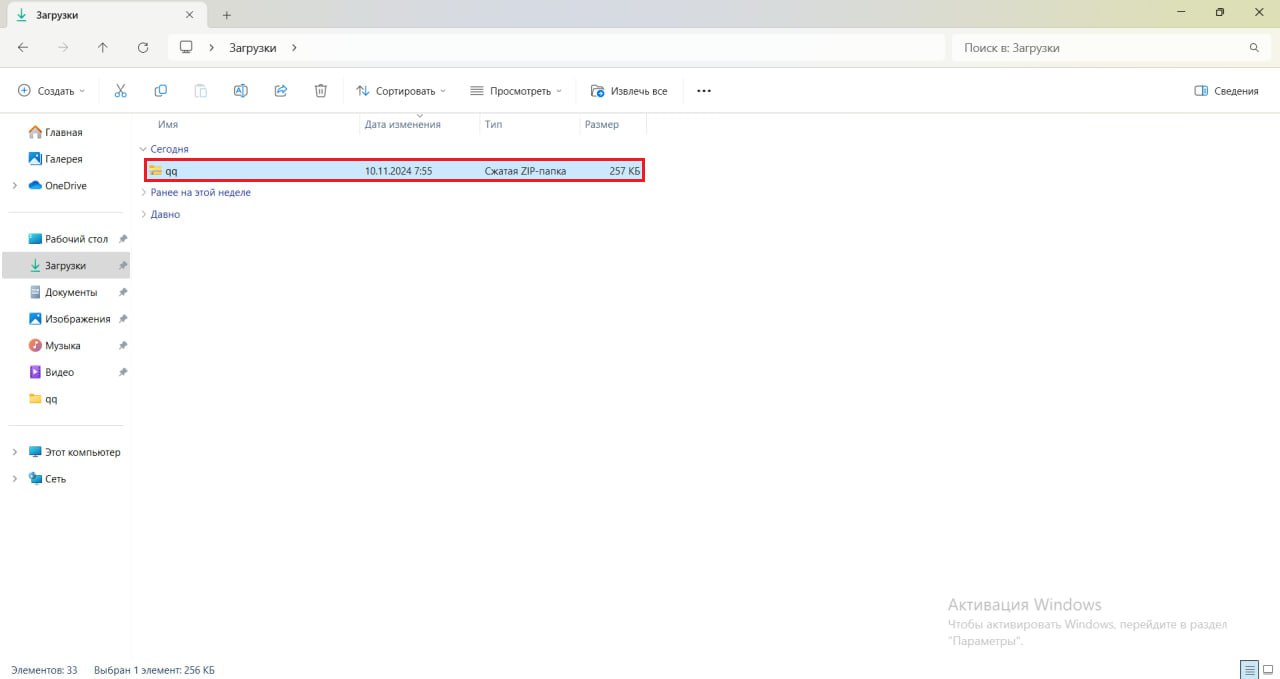 Загрузки
Загрузки
Поиск в: Загрузки
Создать
Сортировать
Просмотреть
Извлечь все
Сведения
Имя
Дата изменения
Тип
Размер
Главная
Галерея
OneDrive
Рабочий стол
Загрузки
Документы
Изображения
Музыка
Видео
qq
Этот компьютер
Сеть
Сегодня
qq 10.11.2024 7:55 Сжатая ZIP-папка 257 КБ
Ранее на этой неделе
Давно
Активация Windows
Чтобы активировать Windows, перейдите в раздел
"Параметры".
Элементов: 33 Выбран 1 элемент: 256 КБ